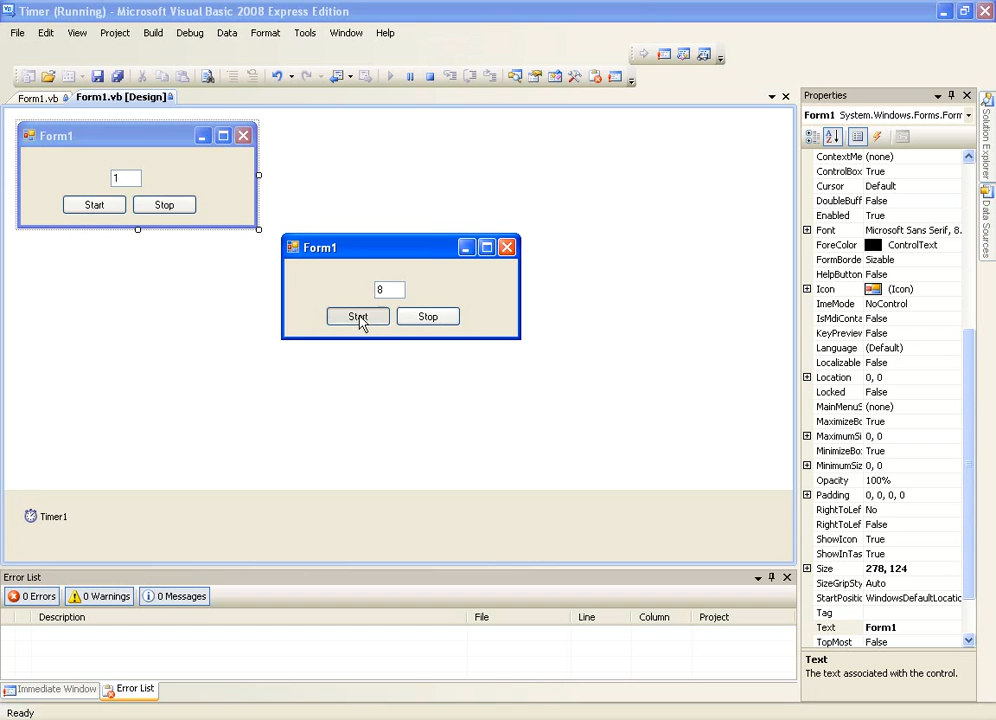 Timer (Running) - Microsoft Visual Basic 2008 Express Edition
File Edit View Project Build Debug Data Format Tools Window Help
Form1.vb Form1.vb [Design]
Form1
1
Start Stop
Form1
8
Start Stop
Timer1
Properties
Form1 System.Windows.Forms.Form
ContextMe (none)
ControlBox True
Cursor Default
DoubleBuff False
Enabled True
Font Microsoft Sans Serif, 8.
ForeColor ControlText
FormBorde Sizable
HelpButton False
Icon (Icon)
ImeMode NoControl
IsMdiConta False
KeyPreview False
Language (Default)
Localizable False
Location 0, 0
Locked False
MainMenuS (none)
MaximizeBo True
MaximumSi 0, 0
MinimizeBo True
MinimumSiz 0, 0
Opacity 100%
Padding 0, 0, 0, 0
RightToLef No
RightToLef False
ShowIcon True
ShowInTas True
Size 278, 124
SizeGripSty Auto
StartPositic WindowsDefaultLocatic
Tag
Text Form1
TopMost False
Text
The text associated with the control.
Solution Explorer
Data Sources
Error List
0 Errors 0 Warnings 0 Messages
Description File Line Column Project
Immediate Window Error List
Ready